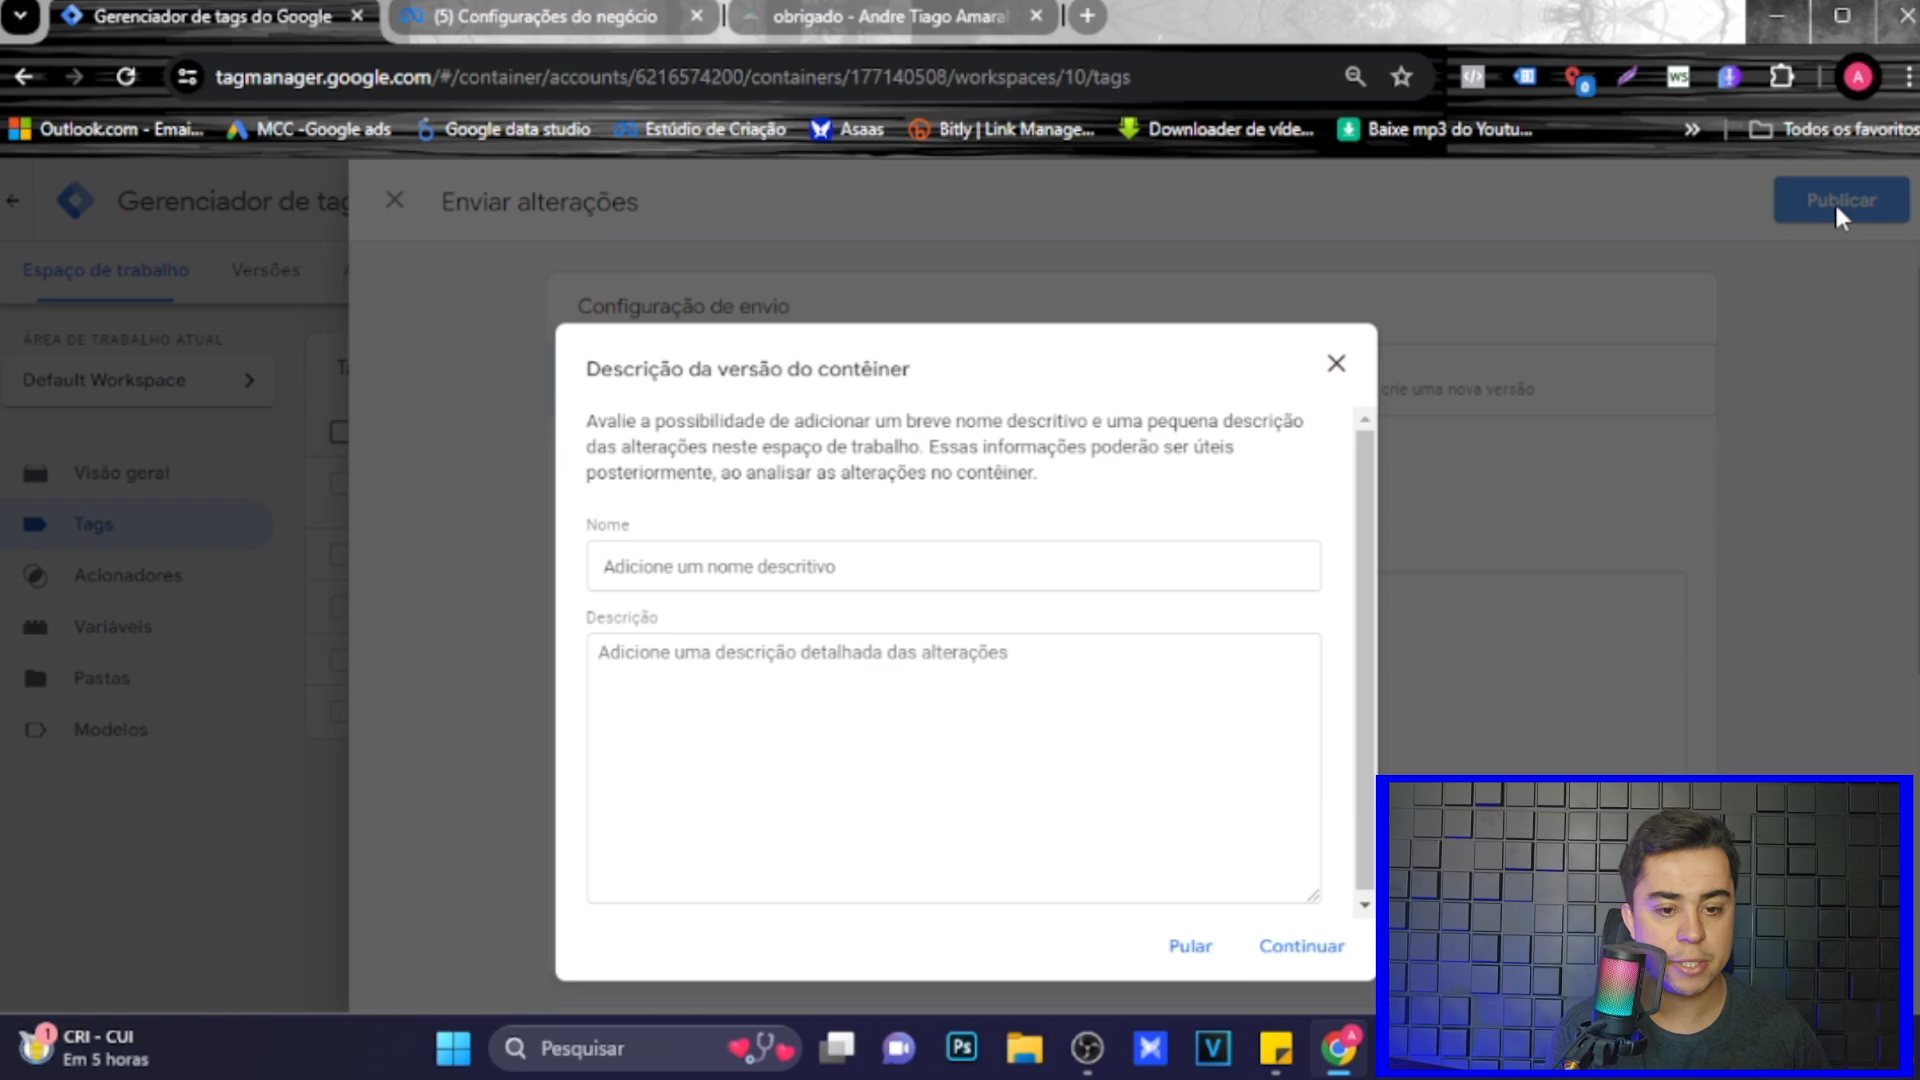 Gerenciador de tags do Google
(5) Configurações do negócio
obrigado - Andre Tiago Amaral
tagmanager.google.com/#/container/accounts/6216574200/containers/177140508/workspaces/10/tags
0
WS
A
Outlook.com - Emai...
MCC -Google ads
Google data studio
Estúdio de Criação
Asaas
Bitly | Link Manage...
Downloader de víde...
Baixe mp3 do Youtu...
Todos os favoritos
Gerenciador de tag
Enviar alterações
Publicar
Espaço de trabalho
Versões
Configuração de envio
ÁREA DE TRABALHO ATUAL
Default Workspace
crie uma nova versão
Descrição da versão do contêiner
Avalie a possibilidade de adicionar um breve nome descritivo e uma pequena descrição
das alterações neste espaço de trabalho. Essas informações poderão ser úteis
posteriormente, ao analisar as alterações no contêiner.
Nome
Adicione um nome descritivo
Descrição
Adicione uma descrição detalhada das alterações
Visão geral
Tags
Acionadores
Variáveis
Pastas
Modelos
Pular
Continuar
1
CRI - CUI
Em 5 horas
Pesquisar
Ps
V
A